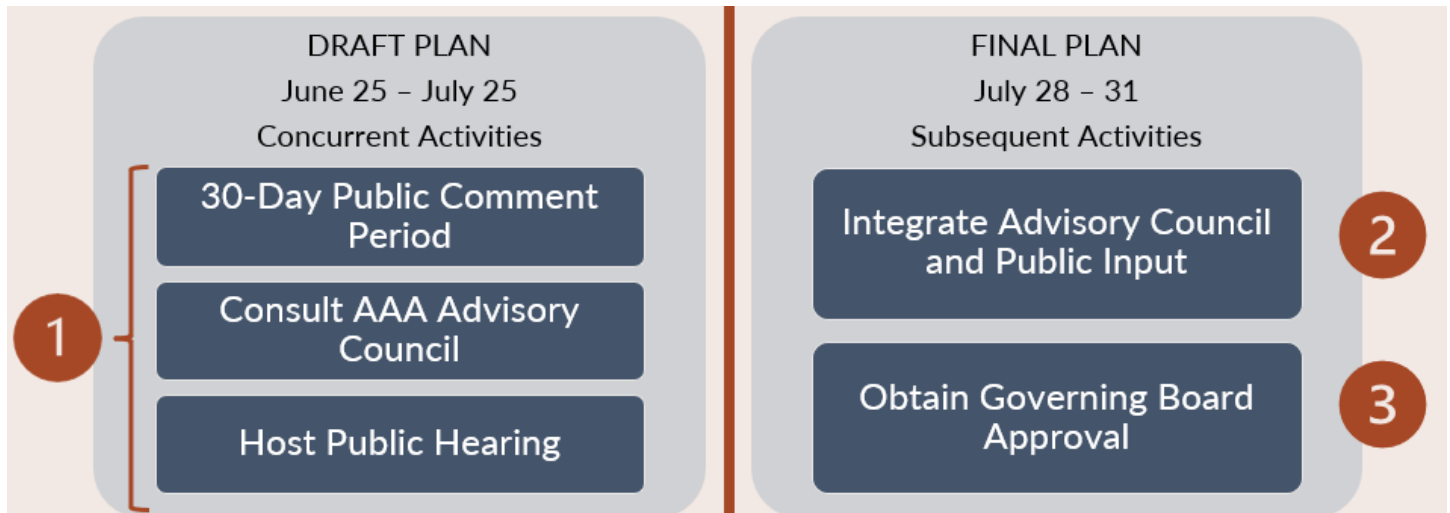 DRAFT PLAN
June 25 – July 25
Concurrent Activities
1
30-Day Public Comment
Period
Consult AAA Advisory
Council
Host Public Hearing
FINAL PLAN
July 28 – 31
Subsequent Activities
Integrate Advisory Council
and Public Input
2
Obtain Governing Board
Approval
3